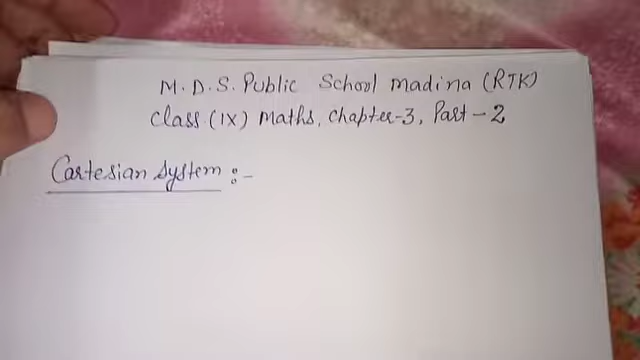 M.D.S. Public School Madina (RTK)
Class (IX) Maths, Chapter-3, Part-2
Cartesian System :-